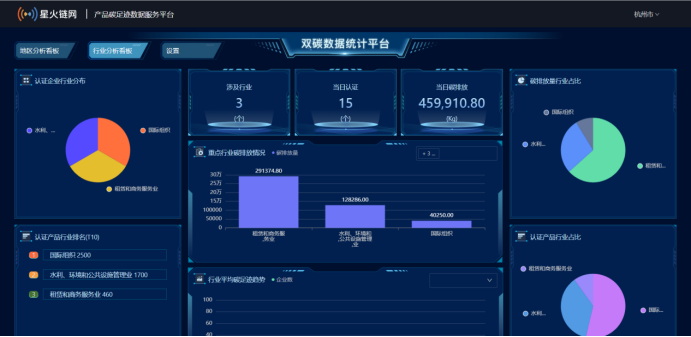 星火链网 产品碳足迹数据服务平台
杭州市
地区分析看板 行业分析看板 设置
双碳数据统计平台
认证企业行业分布
水利、...
国际组织
租赁和商务服务业
涉及行业
3
(个)
当日认证
15
(个)
当日碳排放
459,910.80
(Kg)
碳排放量行业占比
国际组织
水利...
租赁和...
重点行业碳排放情况 碳排放量
+ 3 ...
30万
25万
20万
15万
100000
50000
0
291374.80
128286.00
40250.00
租赁和商务服
务业
水利、环境和
公共设施管理
业
国际组织
认证产品行业排名(TI10)
1 国际组织 2500
2 水利、环境和公共设施管理业 1700
3 租赁和商务服务业 460
行业平均碳足迹趋势 企业数
100
80
60
40
认证产品行业占比
租赁和商务服务业
水利...
国际...